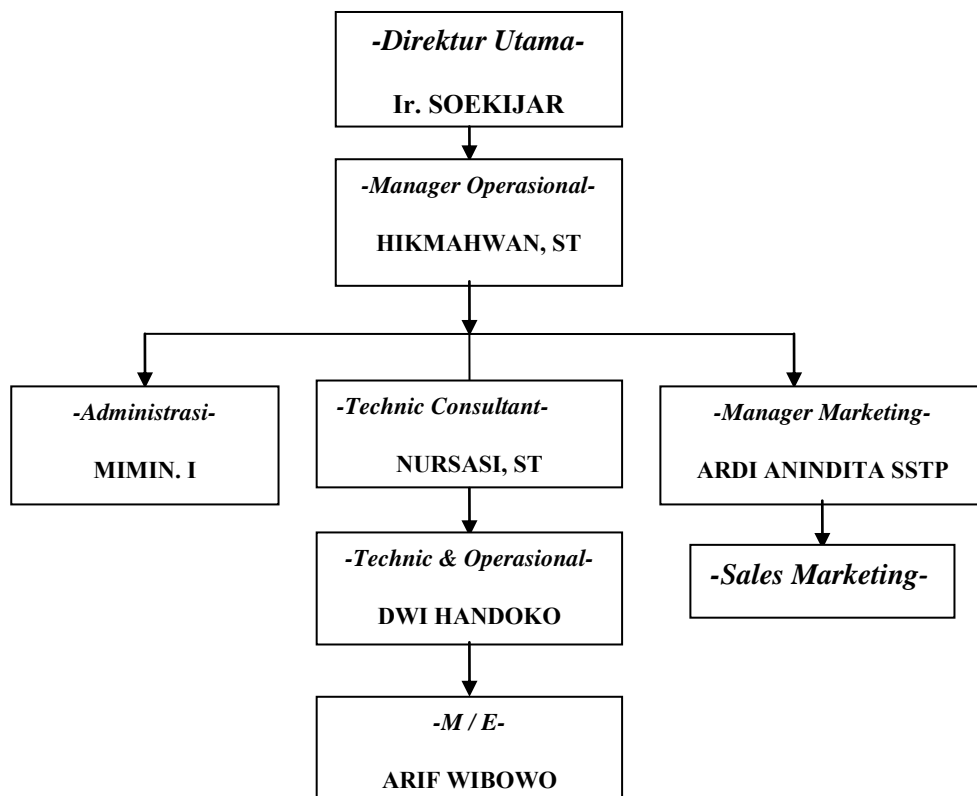 -Direktur Utama-
Ir. SOEKIJAR
-Manager Operasional-
HIKMAHWAN, ST
-Administrasi-
MIMIN. I
-Technic Consultant-
NURSASI, ST
-Manager Marketing-
ARDI ANINDITA SSTP
-Technic & Operasional-
DWI HANDOKO
-Sales Marketing-
-M / E-
ARIF WIBOWO